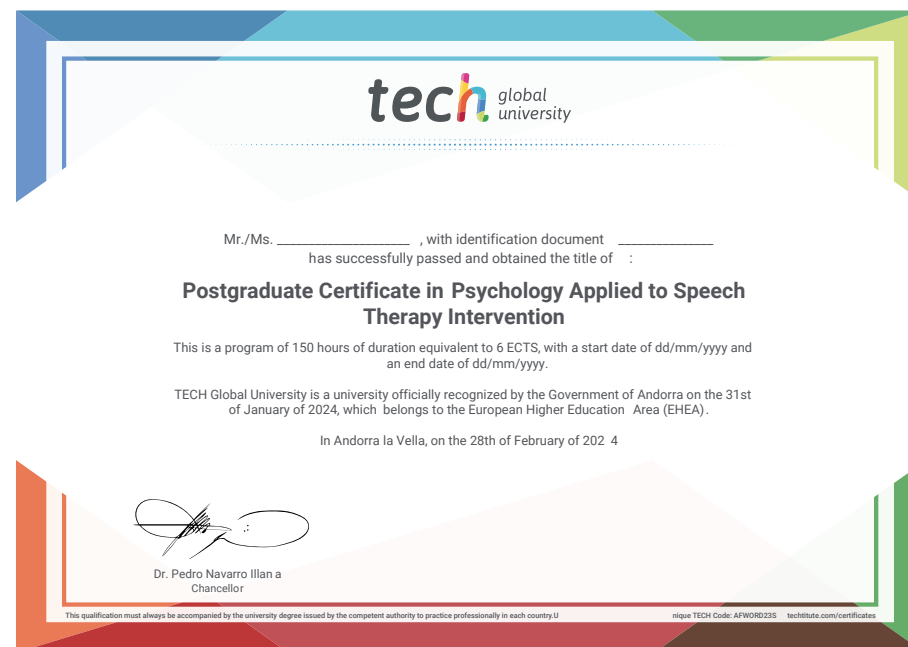 tech global university
Mr./Ms. _____________________ , with identification document _______________
has successfully passed and obtained the title of :
Postgraduate Certificate in Psychology Applied to Speech
Therapy Intervention
This is a program of 150 hours of duration equivalent to 6 ECTS, with a start date of dd/mm/yyyy and
an end date of dd/mm/yyyy.
TECH Global University is a university officially recognized by the Government of Andorra on the 31st
of January of 2024, which belongs to the European Higher Education Area (EHEA).
In Andorra la Vella, on the 28th of February of 202 4
Dr. Pedro Navarro Illan a
Chancellor
This qualification must always be accompanied by the university degree issued by the competent authority to practice professionally in each country.U nique TECH Code: AFWORD23S techtitute.com/certificates